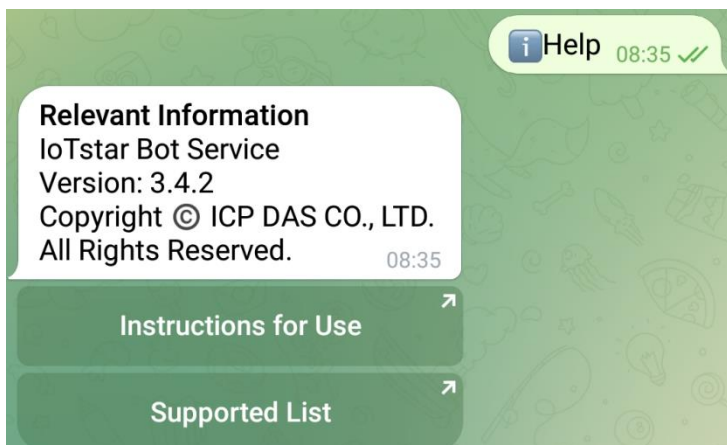 ℹ️Help 08:35
Relevant Information
IoTstar Bot Service
Version: 3.4.2
Copyright © ICP DAS CO., LTD.
All Rights Reserved.
08:35
Instructions for Use
Supported List